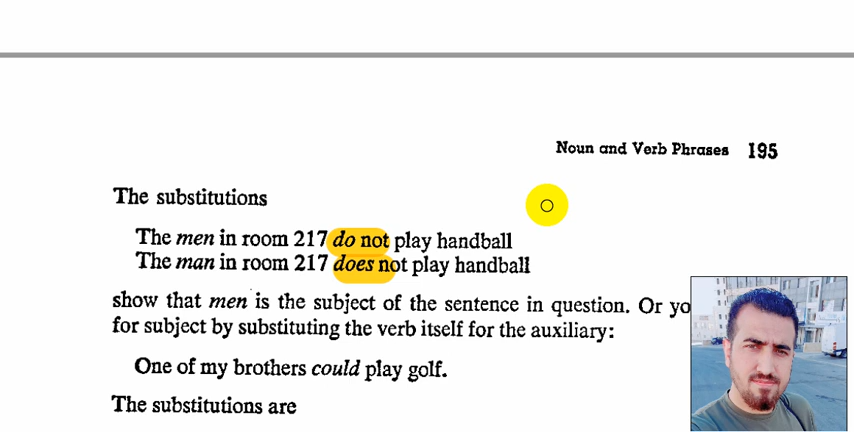 Noun and Verb Phrases 195
The substitutions
The men in room 217 do not play handball
The man in room 217 does not play handball
show that men is the subject of the sentence in question. Or yo
for subject by substituting the verb itself for the auxiliary:
One of my brothers could play golf.
The substitutions are